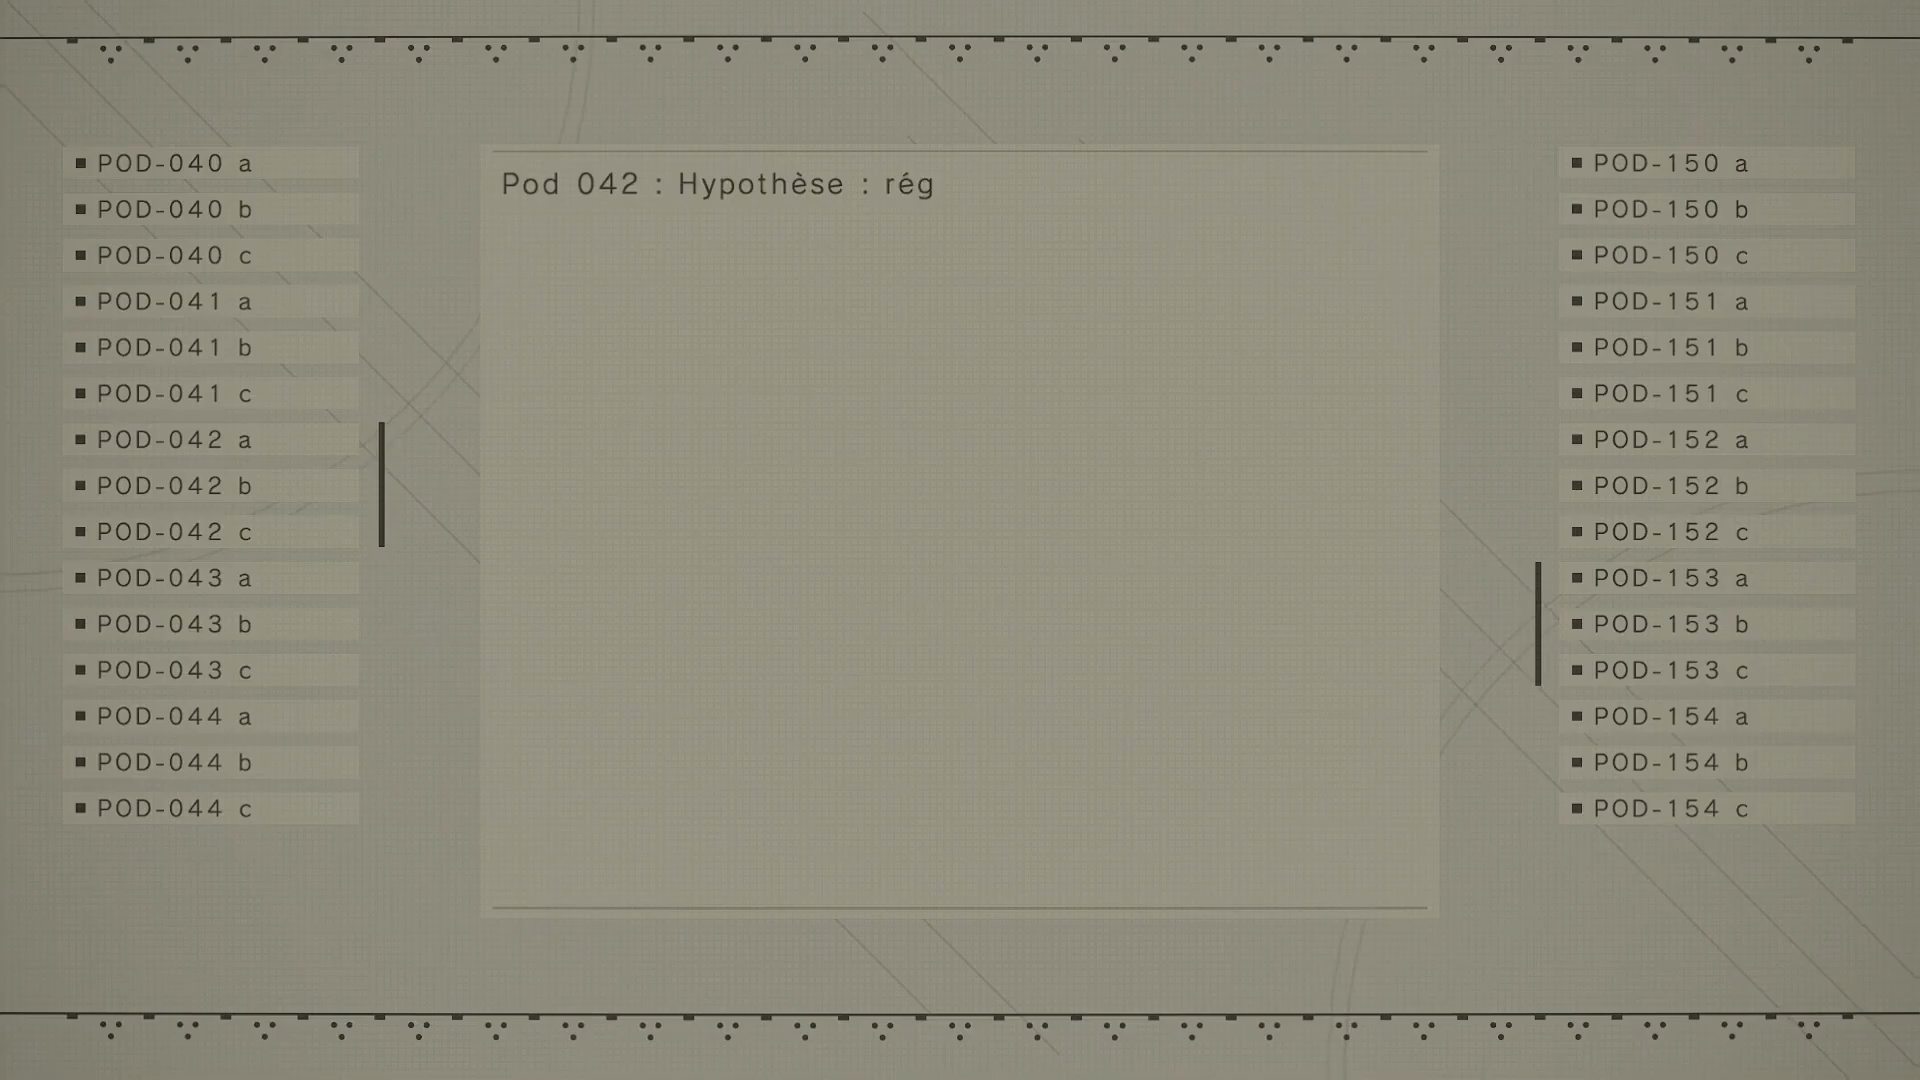 POD-040 a
POD-040 b
POD-040 c
POD-041 a
POD-041 b
POD-041 c
POD-042 a
POD-042 b
POD-042 c
POD-043 a
POD-043 b
POD-043 c
POD-044 a
POD-044 b
POD-044 c
Pod 042 : Hypothèse : rég
POD-150 a
POD-150 b
POD-150 c
POD-151 a
POD-151 b
POD-151 c
POD-152 a
POD-152 b
POD-152 c
POD-153 a
POD-153 b
POD-153 c
POD-154 a
POD-154 b
POD-154 c